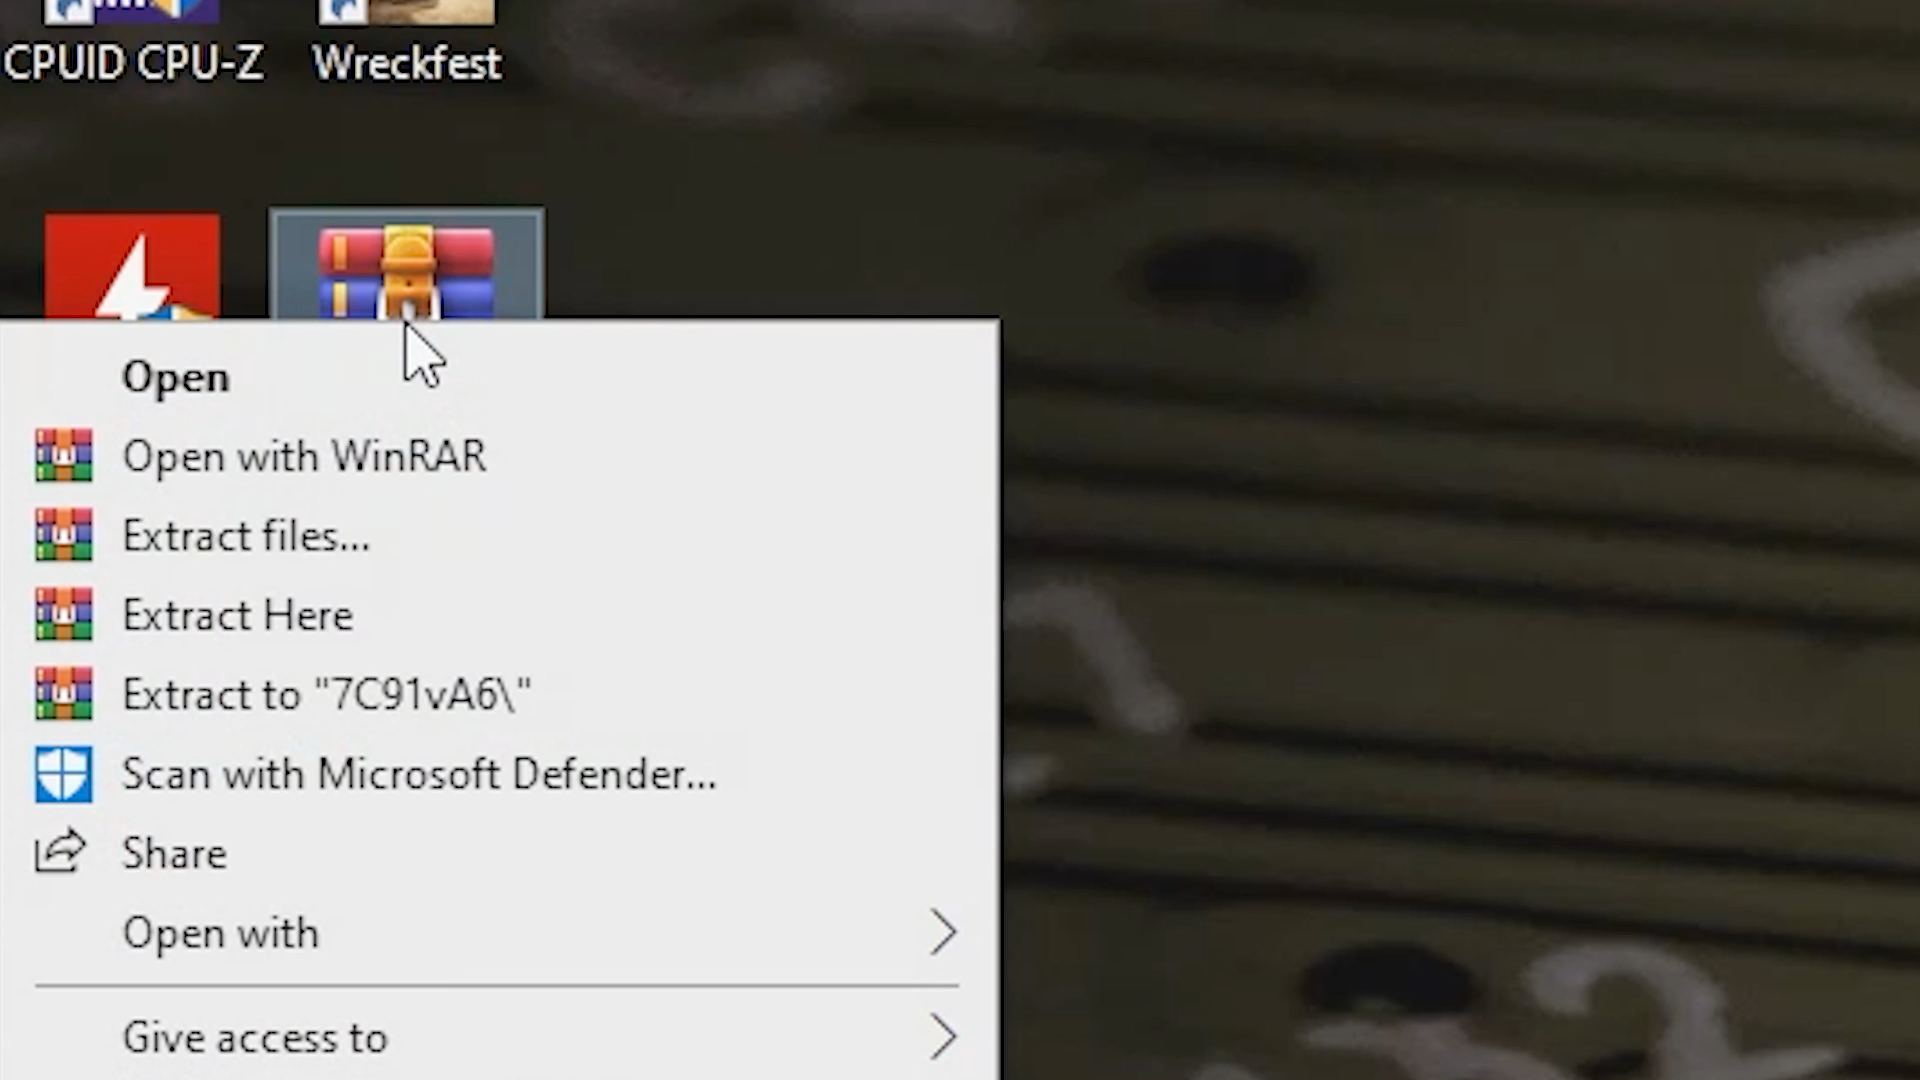 CPUID CPU-Z
Wreckfest
Open
Open with WinRAR
Extract files...
Extract Here
Extract to "7C91vA6\"
Scan with Microsoft Defender...
Share
Open with
Give access to